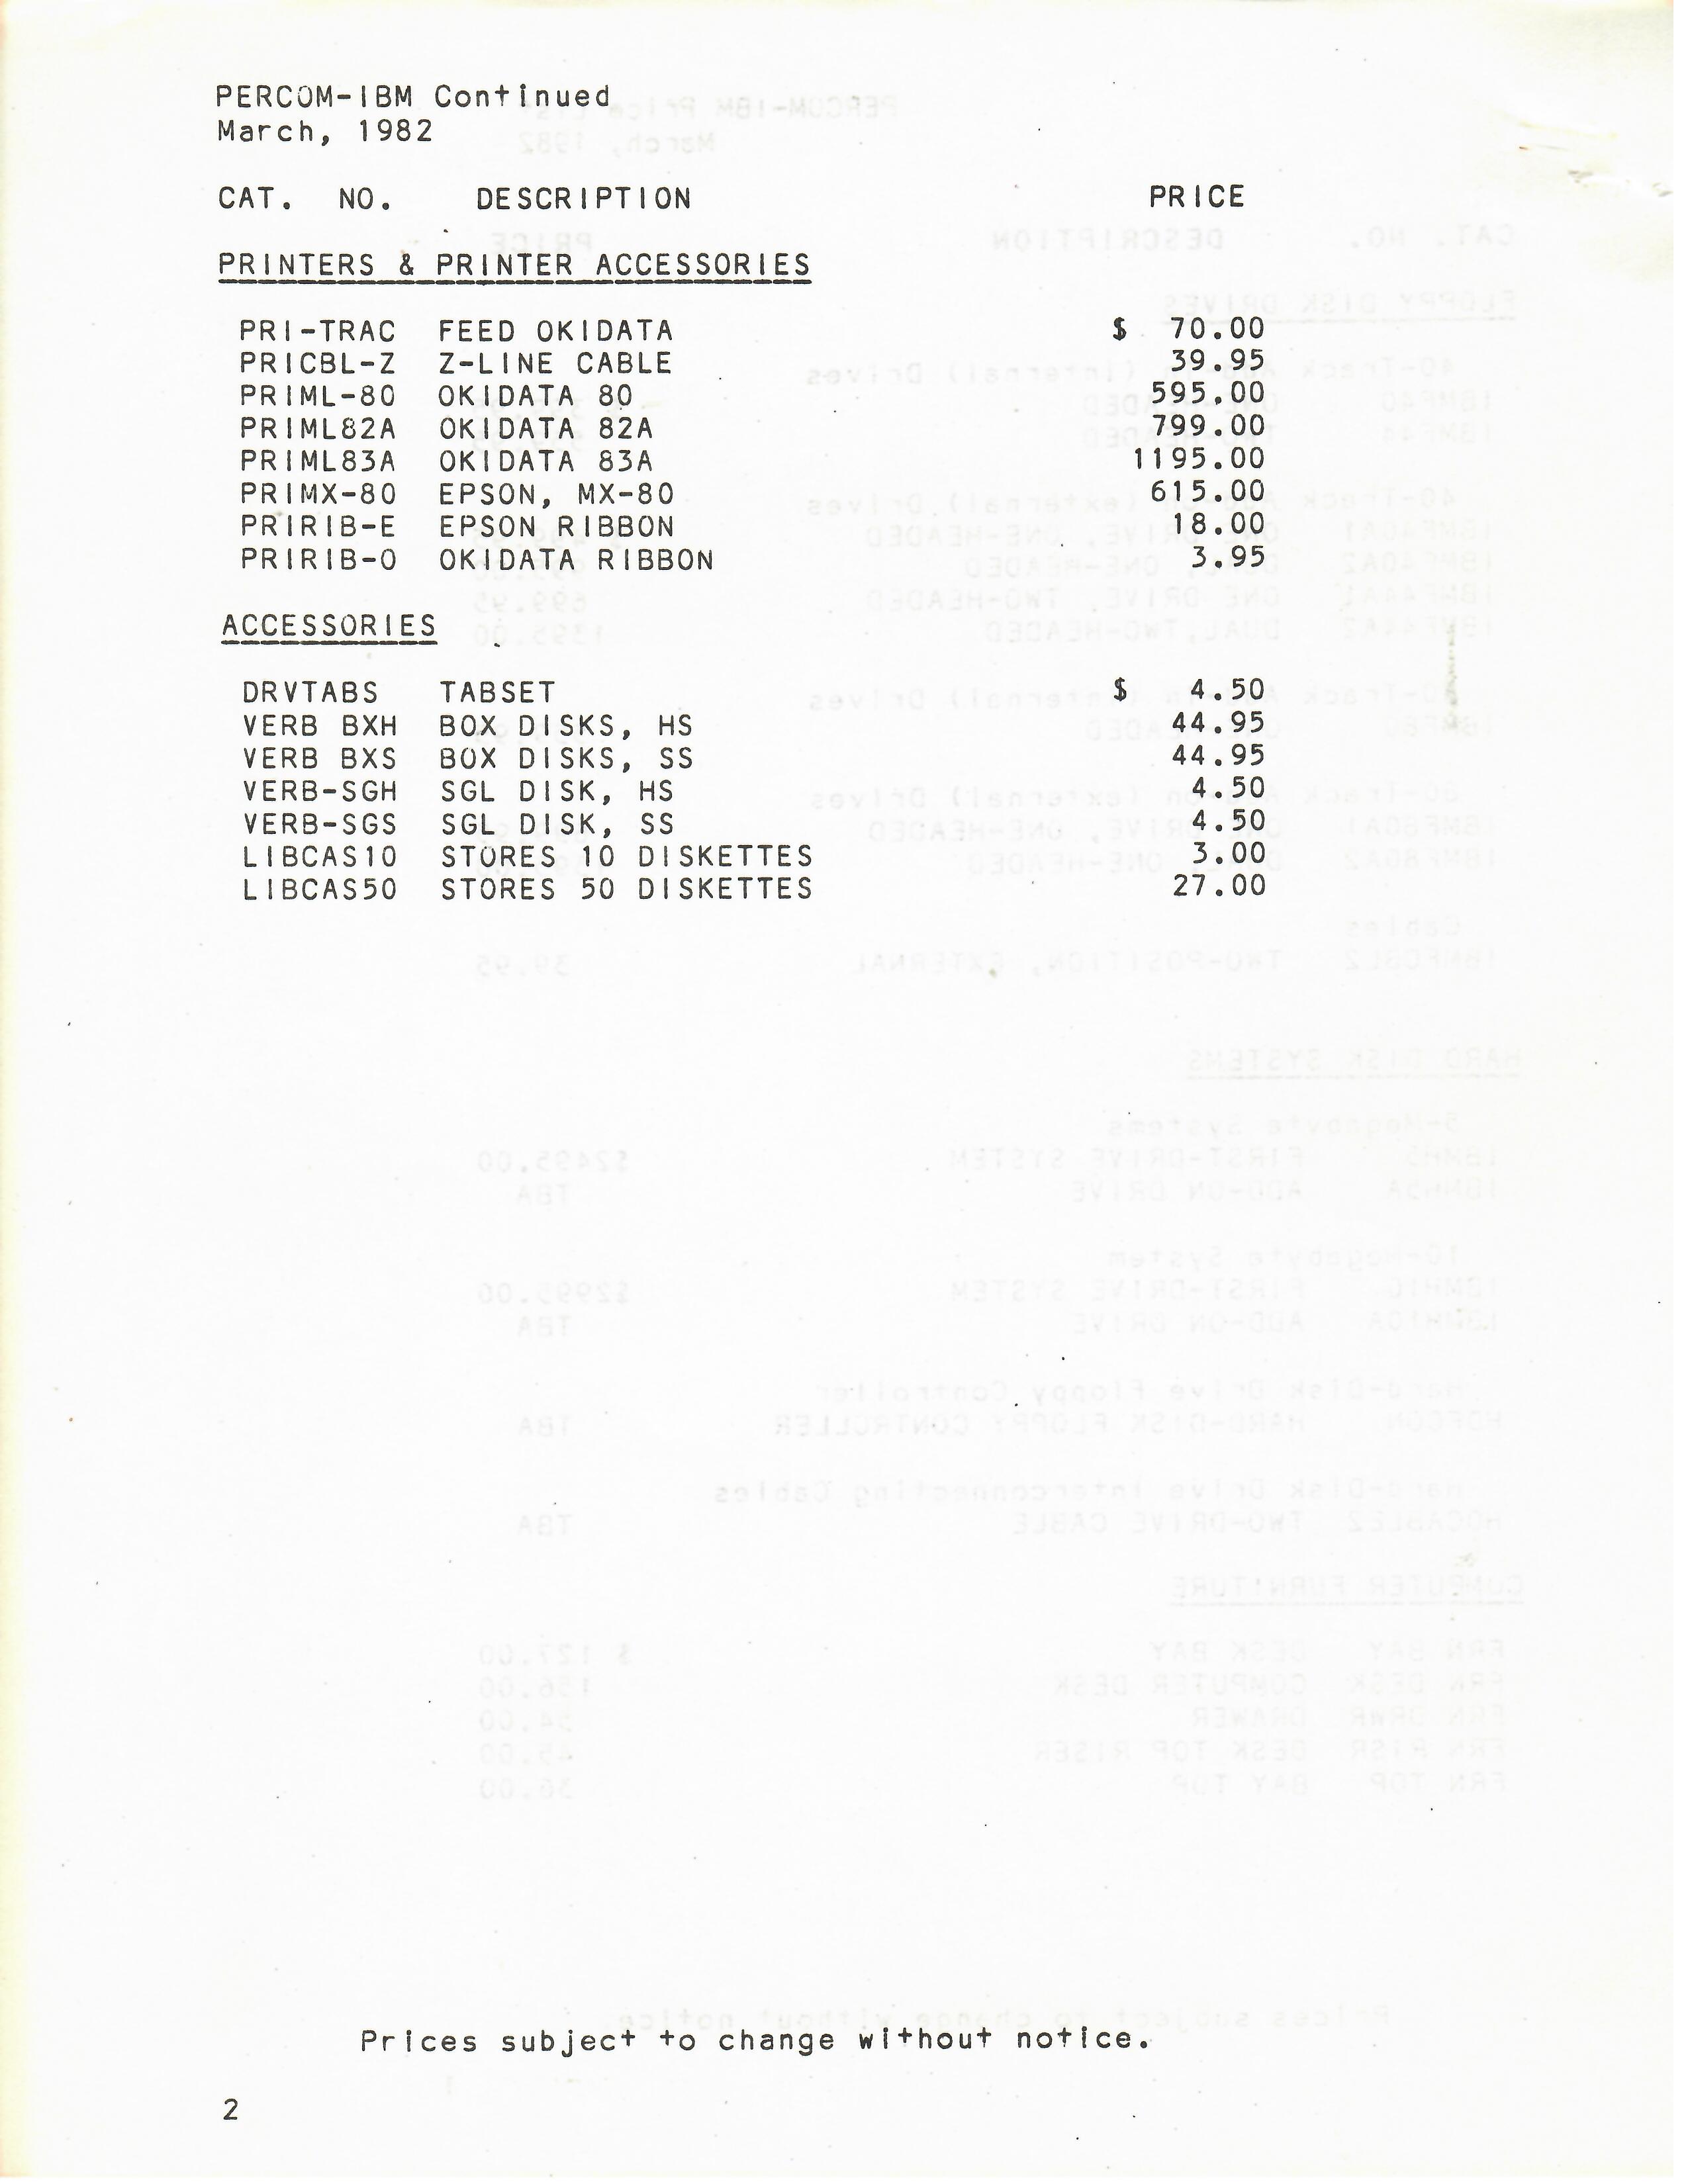 PERCOM-IBM Continued
March, 1982
CAT. NO. DESCRIPTION PRICE
PRINTERS & PRINTER ACCESSORIES
PRI-TRAC FEED OKIDATA $ 70.00
PRICBL-Z Z-LINE CABLE 39.95
PRIML-80 OKIDATA 80 595.00
PRIML82A OKIDATA 82A 799.00
PRIML83A OKIDATA 83A 1195.00
PRIMX-80 EPSON, MX-80 615.00
PRIRIB-E EPSON RIBBON 18.00
PRIRIB-O OKIDATA RIBBON 3.95
ACCESSORIES
DRVTABS TABSET $ 4.50
VERB BXH BOX DISKS, HS 44.95
VERB BXS BOX DISKS, SS 44.95
VERB-SGH SGL DISK, HS 4.50
VERB-SGS SGL DISK, SS 4.50
LIBCAS10 STORES 10 DISKETTES 3.00
LIBCAS50 STORES 50 DISKETTES 27.00
Prices subject to change without notice.
2